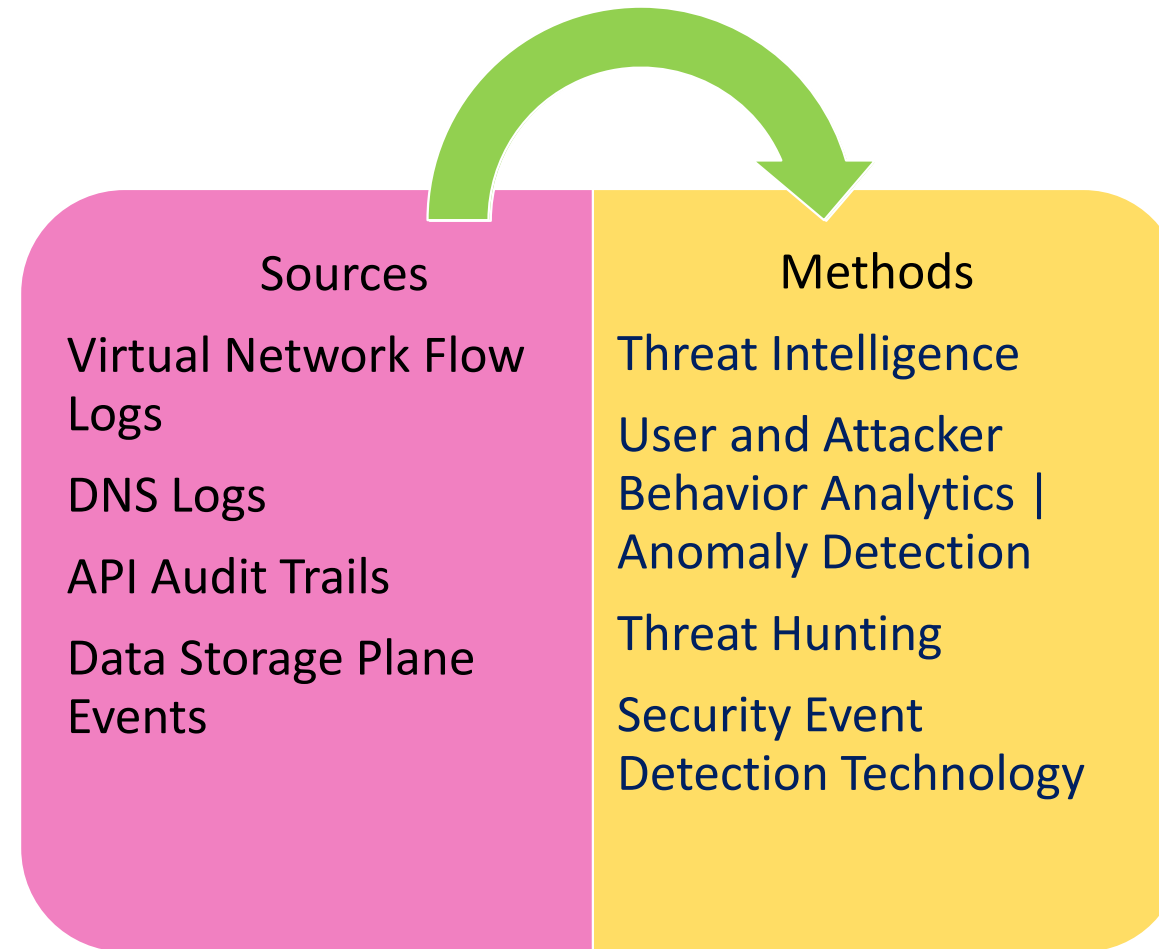 Sources
Virtual Network Flow
Logs
DNS Logs
API Audit Trails
Data Storage Plane
Events
Methods
Threat Intelligence
User and Attacker
Behavior Analytics |
Anomaly Detection
Threat Hunting
Security Event
Detection Technology